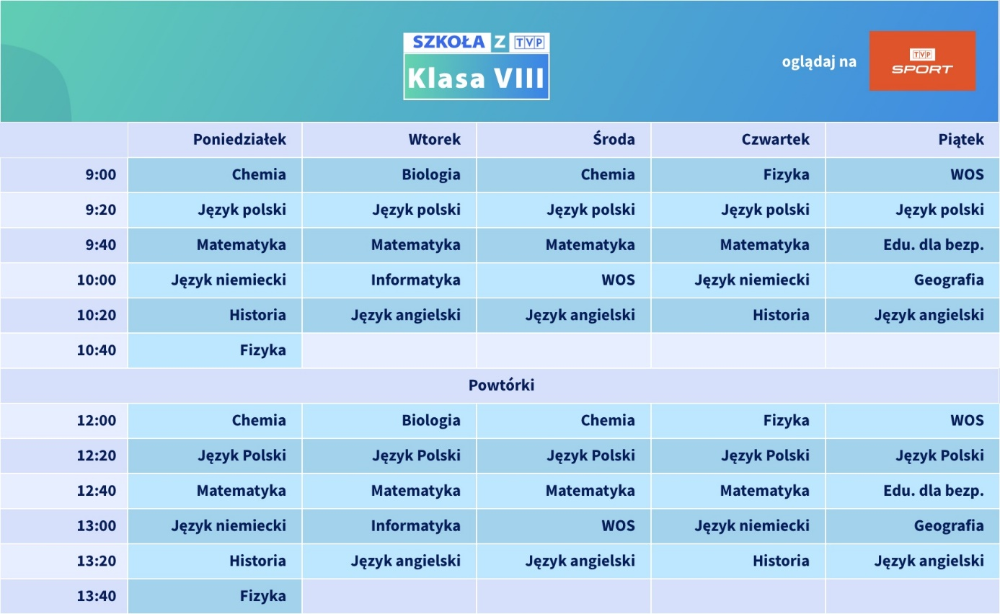 SZKOŁA Z TVP
Klasa VIII
oglądaj na
TVP
SPORT
Poniedziałek Wtorek Środa Czwartek Piątek
9:00 Chemia Biologia Chemia Fizyka WOS
9:20 Język polski Język polski Język polski Język polski Język polski
9:40 Matematyka Matematyka Matematyka Matematyka Edu. dla bezp.
10:00 Język niemiecki Informatyka WOS Język niemiecki Geografia
10:20 Historia Język angielski Język angielski Historia Język angielski
10:40 Fizyka
Powtórki
12:00 Chemia Biologia Chemia Fizyka WOS
12:20 Język Polski Język Polski Język Polski Język Polski Język Polski
12:40 Matematyka Matematyka Matematyka Matematyka Edu. dla bezp.
13:00 Język niemiecki Informatyka WOS Język niemiecki Geografia
13:20 Historia Język angielski Język angielski Historia Język angielski
13:40 Fizyka